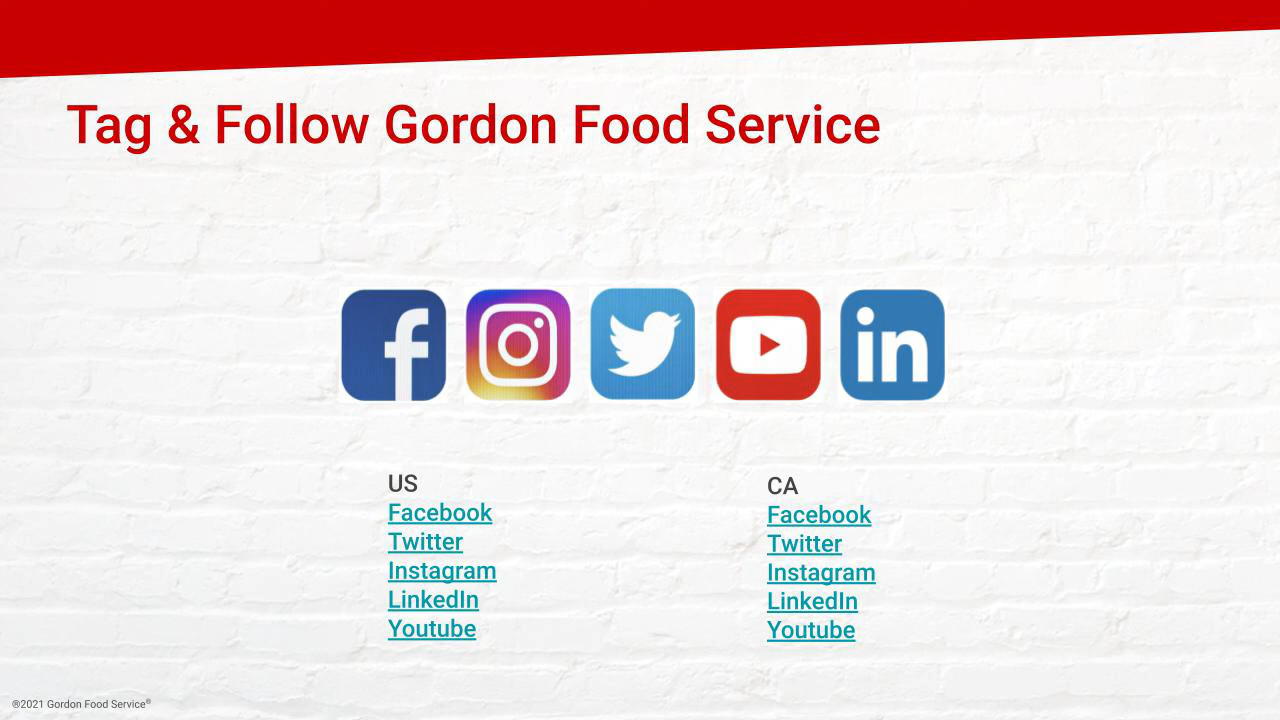 Tag & Follow Gordon Food Service
US
Facebook
Twitter
Instagram
LinkedIn
Youtube
CA
Facebook
Twitter
Instagram
LinkedIn
Youtube
©2021 Gordon Food Service®